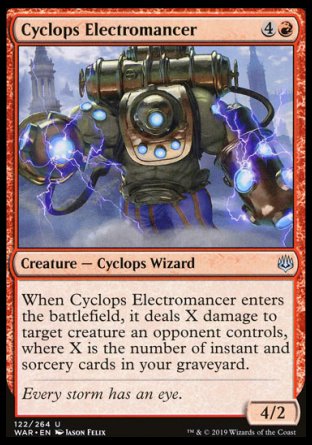 Cyclops Electromancer 4
Creature — Cyclops Wizard
When Cyclops Electromancer enters
the battlefield, it deals X damage to
target creature an opponent controls,
where X is the number of instant and
sorcery cards in your graveyard.
Every storm has an eye.
4/2
122/264 U
WAR • EN Jason Felix
™ & © 2019 Wizards of the Coast